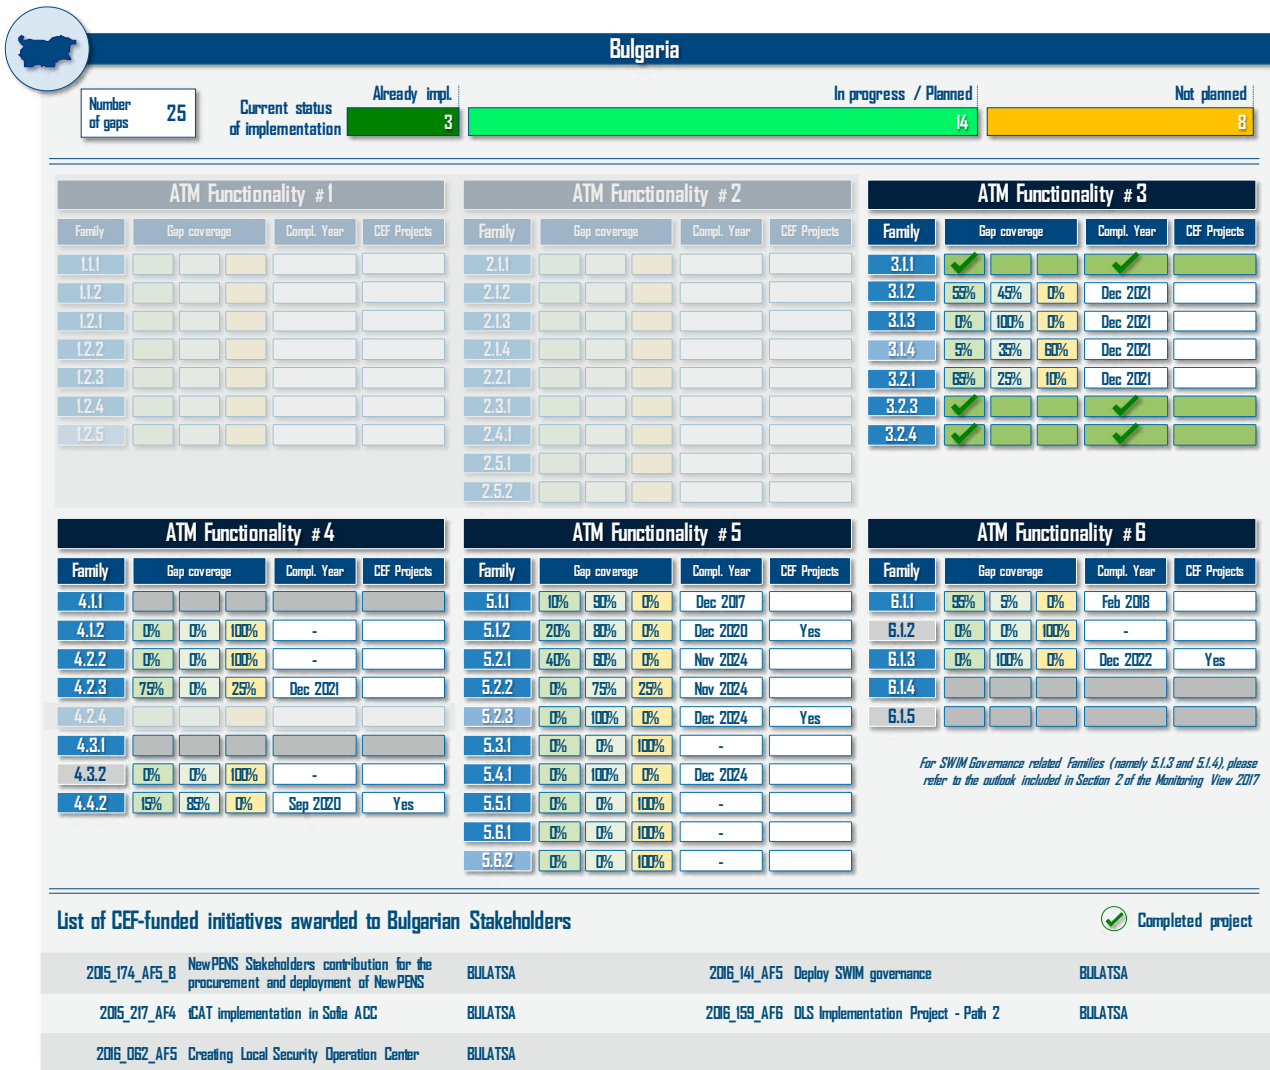 Bulgaria
Number of gaps 25
Current status of implementation
Already impl. 3
In progress / Planned 14
Not planned 8
ATM Functionality #1
Family Gap coverage Compl. Year CEF Projects
1.1.1
1.1.2
1.2.1
1.2.2
1.2.3
1.2.4
1.2.5
ATM Functionality #2
Family Gap coverage Compl. Year CEF Projects
2.1.1
2.1.2
2.1.3
2.1.4
2.2.1
2.3.1
2.4.1
2.5.1
2.5.2
ATM Functionality #3
Family Gap coverage Compl. Year CEF Projects
3.1.1
3.1.2 55% 45% 0% Dec 2021
3.1.3 0% 100% 0% Dec 2021
3.1.4 5% 35% 60% Dec 2021
3.2.1 65% 25% 10% Dec 2021
3.2.3
3.2.4
ATM Functionality #4
Family Gap coverage Compl. Year CEF Projects
4.1.1
4.1.2 0% 0% 100% -
4.2.2 0% 0% 100% -
4.2.3 75% 0% 25% Dec 2021
4.2.4
4.3.1
4.3.2 0% 0% 100% -
4.4.2 15% 85% 0% Sep 2020 Yes
ATM Functionality #5
Family Gap coverage Compl. Year CEF Projects
5.1.1 10% 90% 0% Dec 2017
5.1.2 20% 80% 0% Dec 2020 Yes
5.2.1 40% 60% 0% Nov 2024
5.2.2 0% 75% 25% Nov 2024
5.2.3 0% 100% 0% Dec 2024 Yes
5.3.1 0% 0% 100% -
5.4.1 0% 100% 0% Dec 2024
5.5.1 0% 0% 100% -
5.6.1 0% 0% 100% -
5.6.2 0% 0% 100% -
ATM Functionality #6
Family Gap coverage Compl. Year CEF Projects
6.1.1 95% 5% 0% Feb 2018
6.1.2 0% 0% 100% -
6.1.3 0% 100% 0% Dec 2022 Yes
6.1.4
6.1.5
For SWIM Governance related Families (namely 5.1.3 and 5.1.4), please
refer to the outlook included in Section 2 of the Monitoring View 2017
List of CEF-funded initiatives awarded to Bulgarian Stakeholders
Completed project
2015_174_AF5_B NewPENS Stakeholders contribution for the
procurement and deployment of NewPENS BULATSA
2016_141_AF5 Deploy SWIM governance BULATSA
2015_217_AF4 tCAT implementation in Sofia ACC BULATSA
2016_159_AF6 DLS Implementation Project - Path 2 BULATSA
2016_062_AF5 Creating Local Security Operation Center BULATSA